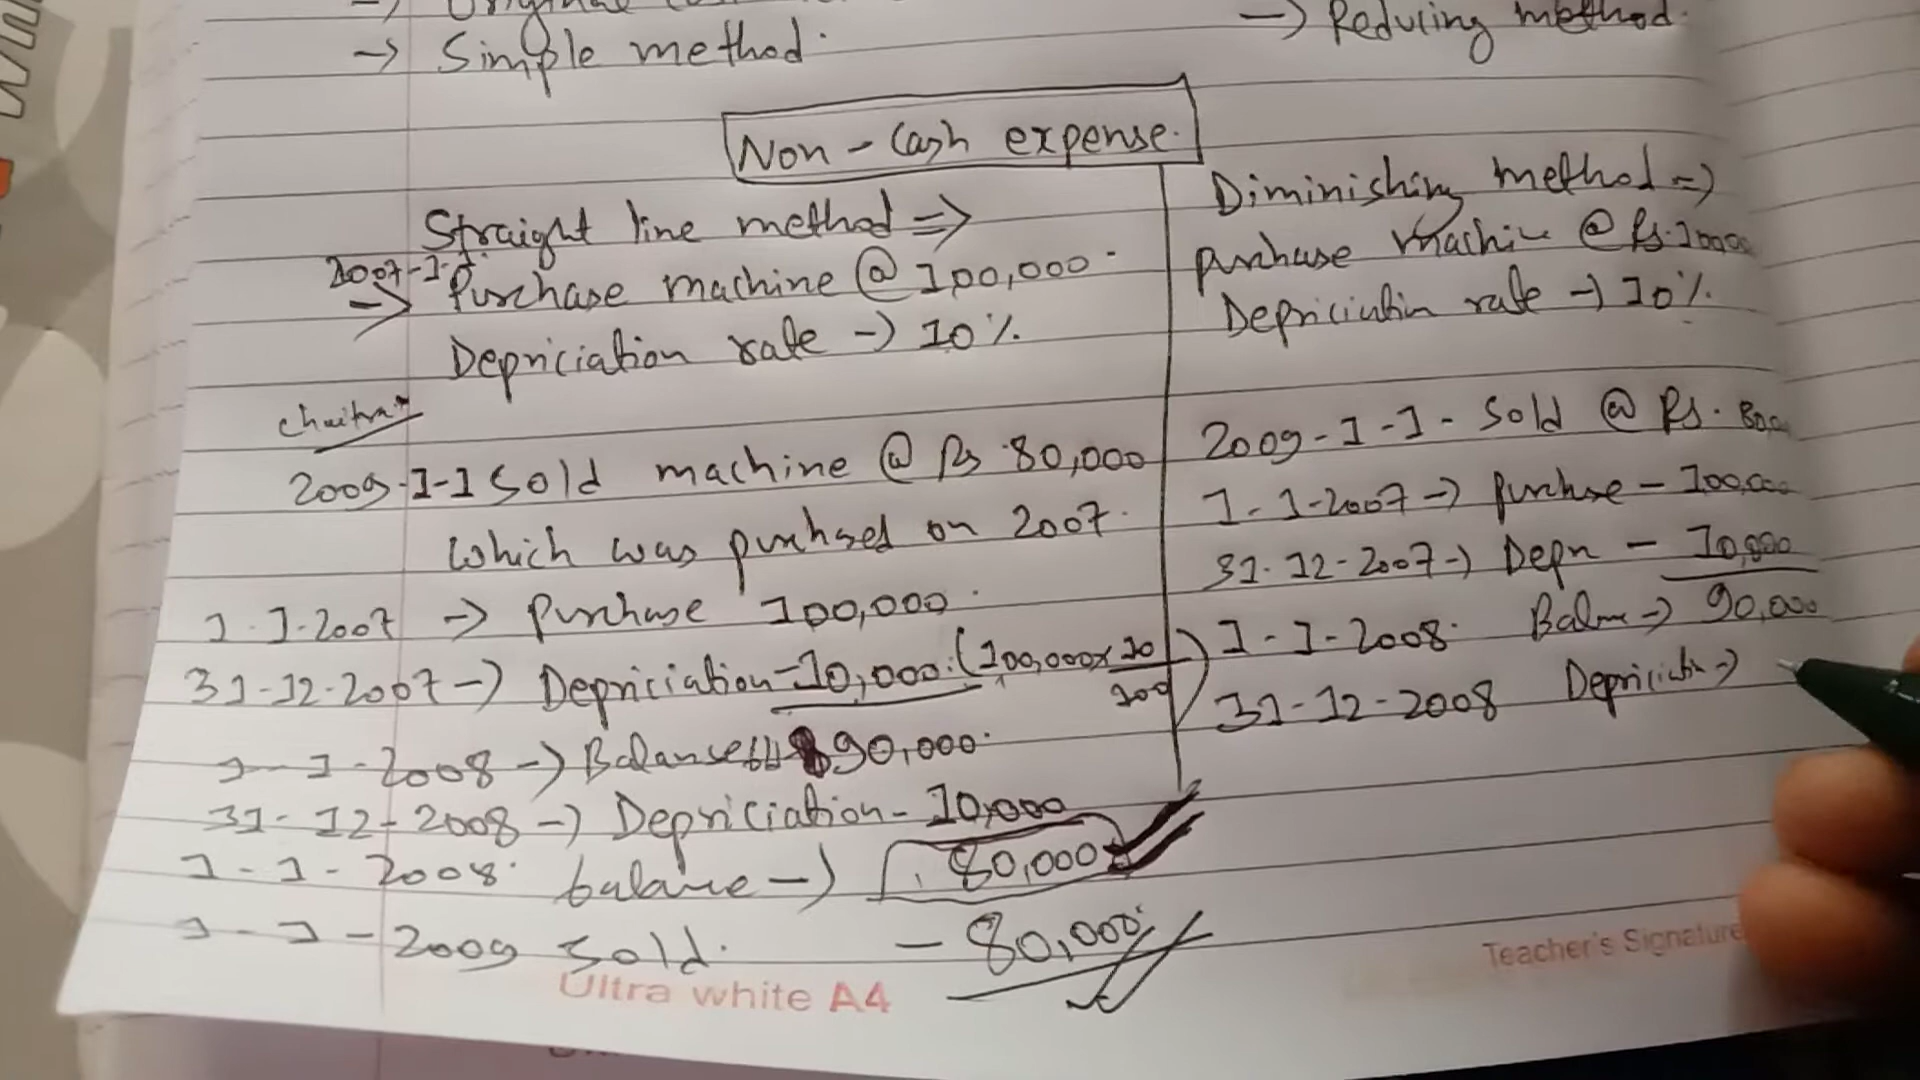 → Simple method.
→ Reducing method.
Non-Cash expense.
Straight line method ⇒
2007-1-1
→ Purchase machine @ 100,000.
Depriciation rate → 10%.
Chaitra
2009-1-1 Sold machine @ Rs 80,000
which was purhsed on 2007.
1-1-2007 → Purchase 100,000.
31-12-2007 → Depriciation - 10,000. (100,000 x 10/100)
1-1-2008 → Balanse 90,000.
31-12-2008 → Depriciation - 10,000
1-1-2008. balance → 80,000
1-1-2009 Sold. - 80,000
Diminishing method ⇒
purchase machine @ Rs.
Depriciation rate → 10%.
2009-1-1- Sold @ Rs.
1-1-2007 → Purchse - 100,000
31-12-2007 → Depn - 10,000
1-1-2008. → 90,000
31-12-2008 Depriciation →
Teacher's Signature
Ultra white A4